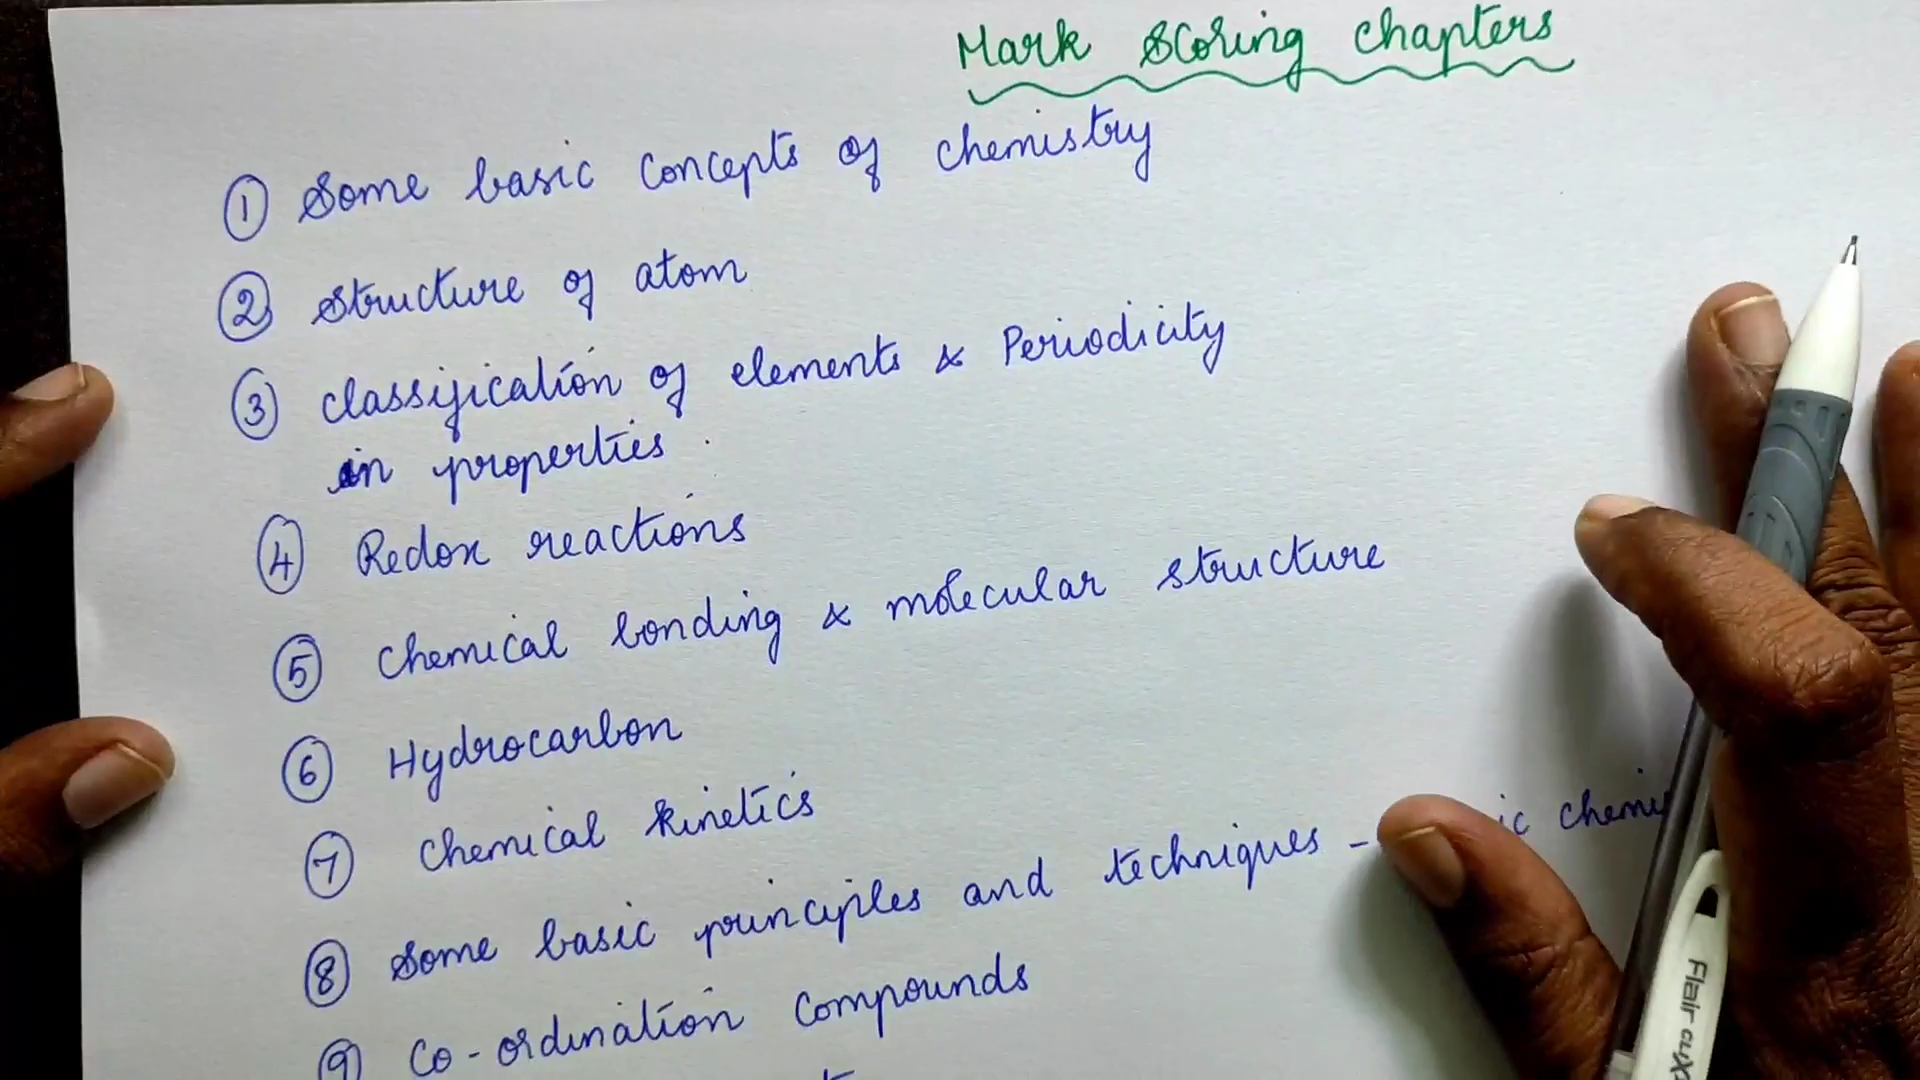 Mark Scoring Chapters
① Some basic concepts of chemistry
② Structure of atom
③ Classification of elements & Periodicity
in properties.
④ Redox reactions
⑤ Chemical bonding & molecular structure
⑥ Hydrocarbon
⑦ Chemical kinetics
⑧ Some basic principles and techniques -
⑨ Co-ordination compounds
Flair